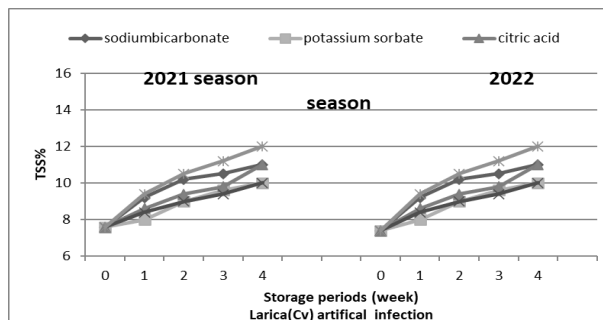 sodiumbicarbonate potassium sorbate citric acid
2021 season 2022
season
16
14
12
10
8
6
TSS%
0 1 2 3 4 0 1 2 3 4
Storage periods (week)
Larica(Cv) artifical infection